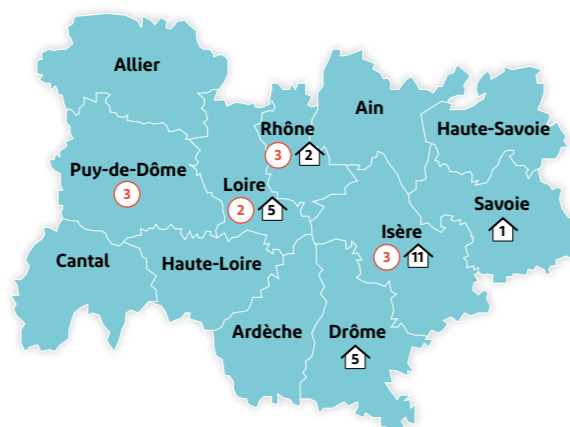 Allier
Ain
Rhône
3 2
Haute-Savoie
Puy-de-Dôme
3
Loire
2 5
Savoie
1
Isère
3 11
Cantal
Haute-Loire
Ardèche
Drôme
5